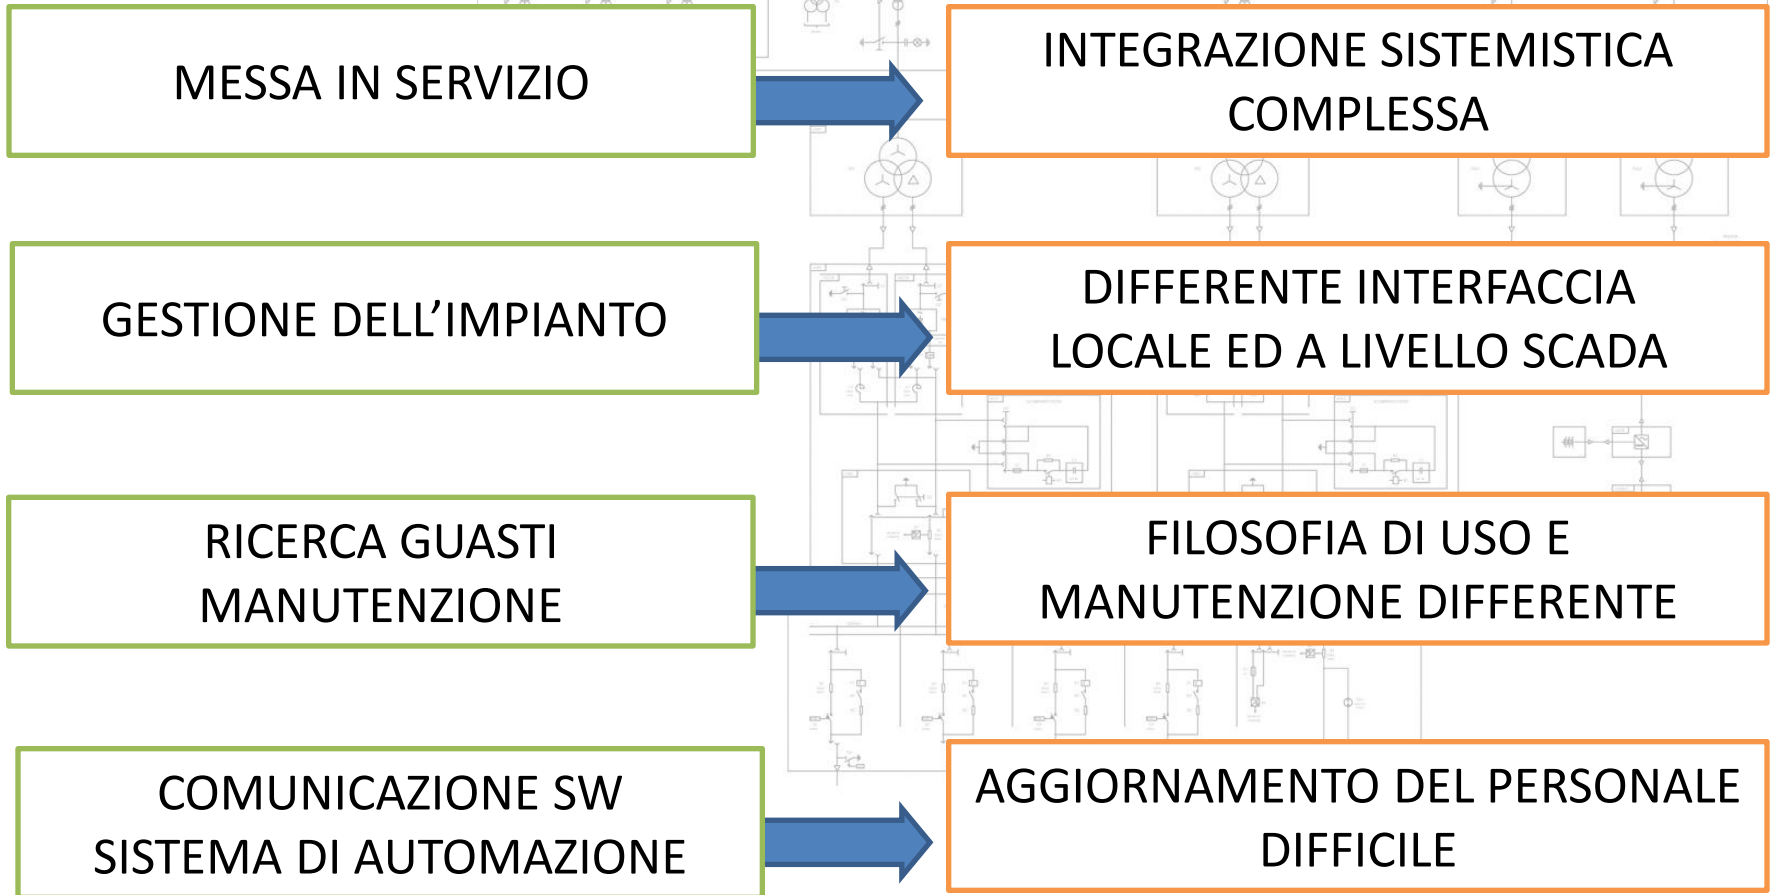 MESSA IN SERVIZIO
INTEGRAZIONE SISTEMISTICA
COMPLESSA
GESTIONE DELL’IMPIANTO
DIFFERENTE INTERFACCIA
LOCALE ED A LIVELLO SCADA
RICERCA GUASTI
MANUTENZIONE
FILOSOFIA DI USO E
MANUTENZIONE DIFFERENTE
COMUNICAZIONE SW
SISTEMA DI AUTOMAZIONE
AGGIORNAMENTO DEL PERSONALE
DIFFICILE